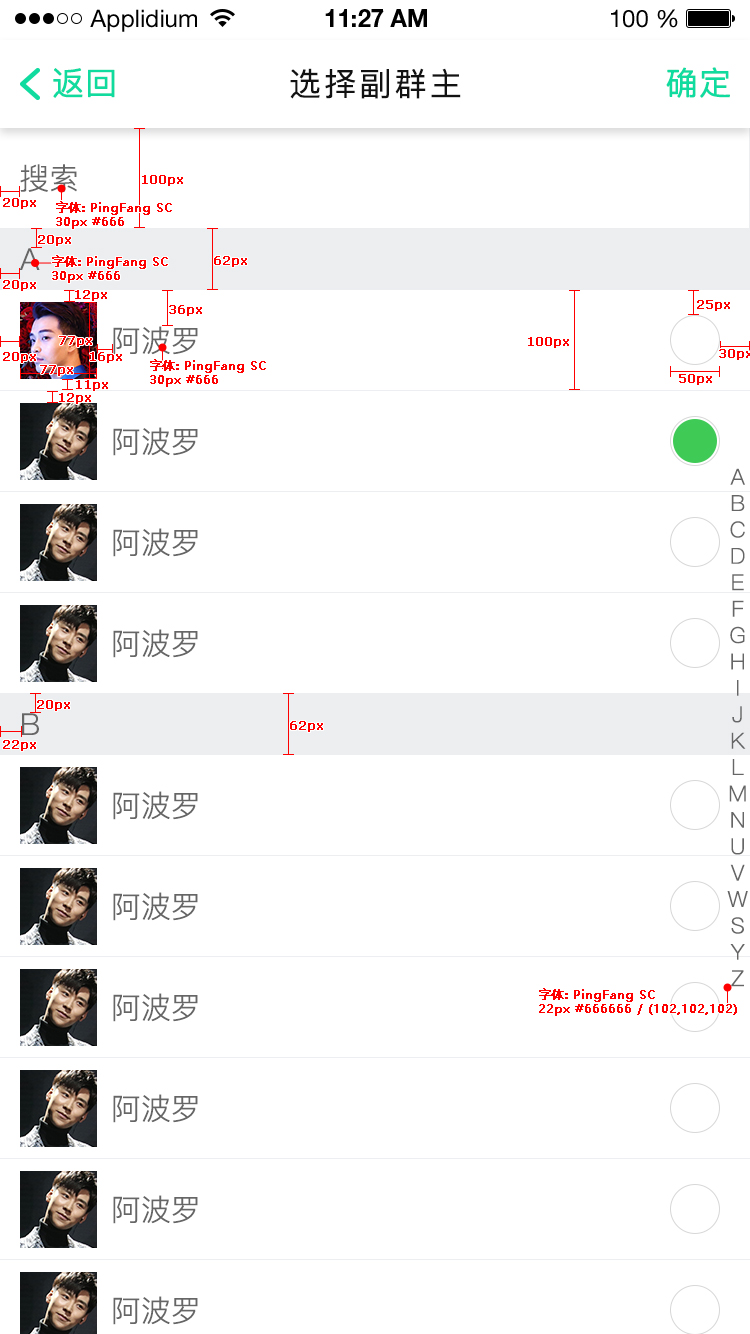 Applidium 11:27 AM 100 %
返回 选择副群主 确定
搜索
100px
20px
字体: PingFang SC
30px #666
20px
A
字体: PingFang SC
30px #666
62px
20px
12px
36px
25px
阿波罗
77px
16px
20px
77px
100px
30px
字体: PingFang SC
30px #666
50px
11px
12px
阿波罗
A
B
阿波罗
C
D
E
F
G
阿波罗
H
I
20px
J
B
62px
22px
K
L
M
阿波罗
N
U
V
W
阿波罗
S
Y
Z
字体: PingFang SC
22px #666666 / (102,102,102)
阿波罗
阿波罗
阿波罗
阿波罗